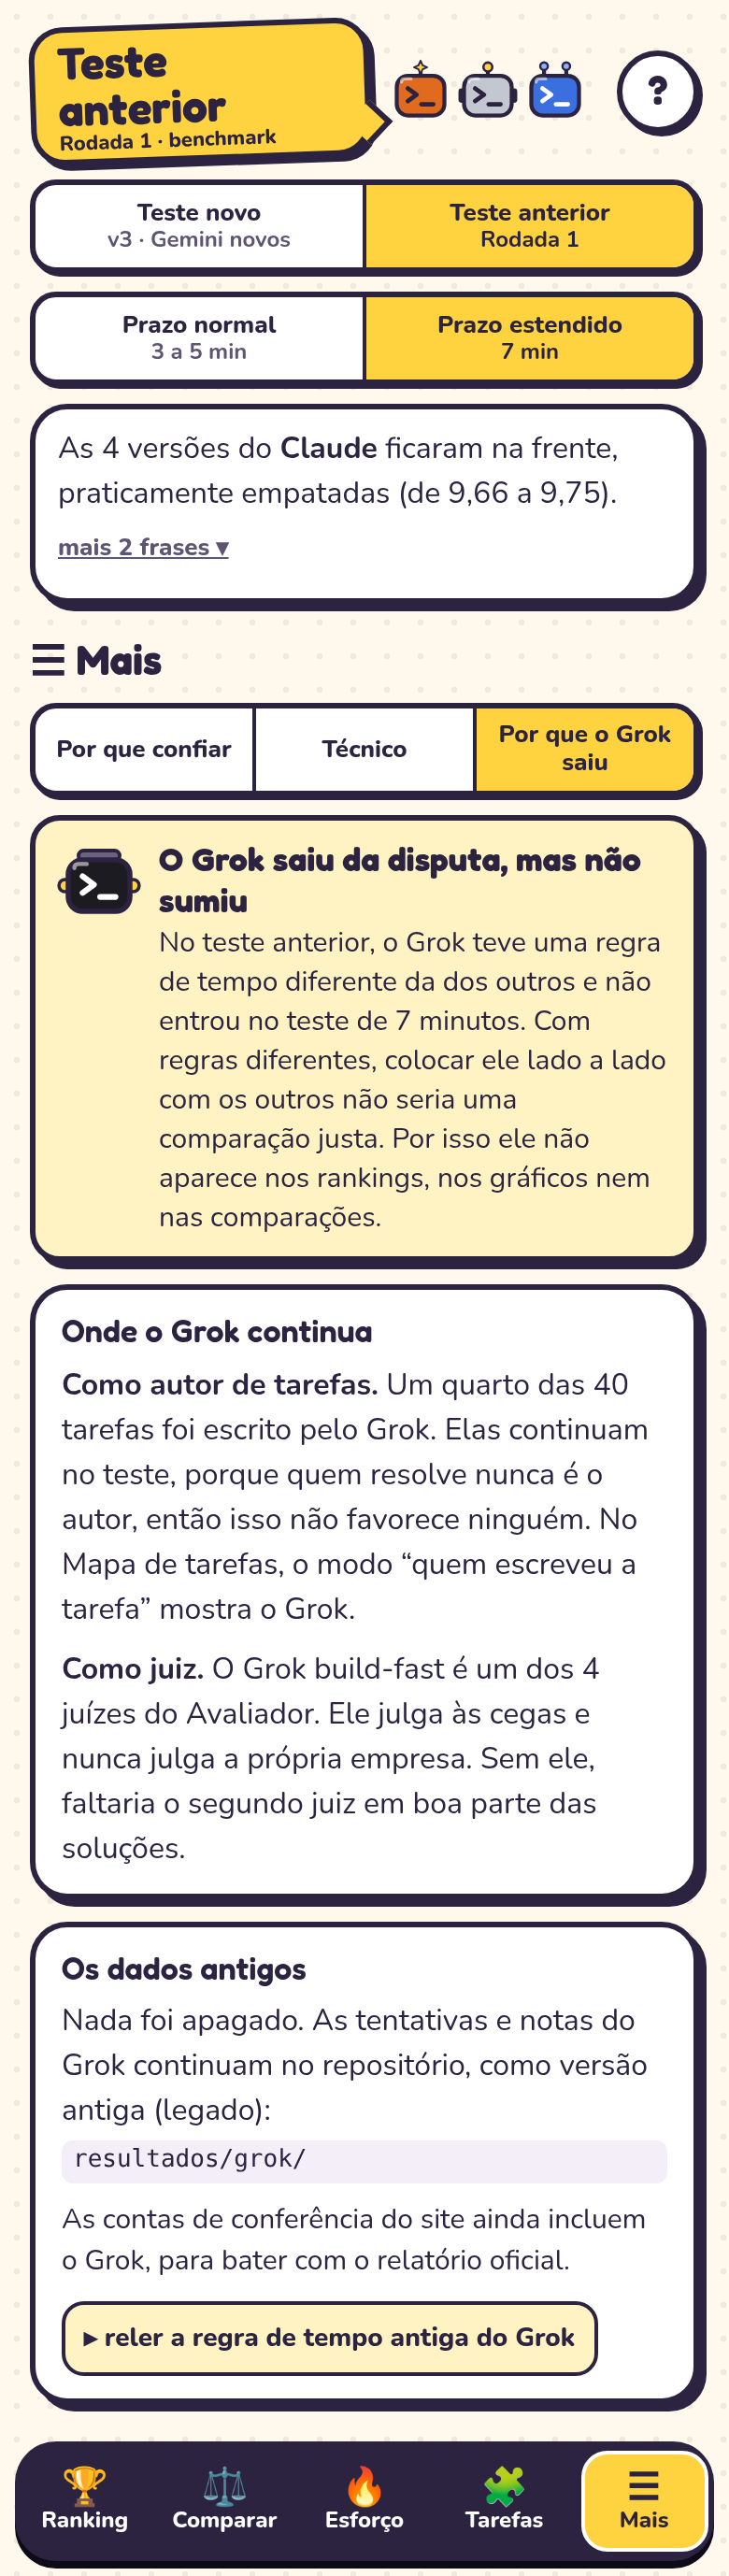 Teste
anterior
Rodada 1 · benchmark
?
Teste novo
v3 · Gemini novos
Teste anterior
Rodada 1
Prazo normal
3 a 5 min
Prazo estendido
7 min
As 4 versões do Claude ficaram na frente,
praticamente empatadas (de 9,66 a 9,75).
mais 2 frases ▾
☰ Mais
Por que confiar
Técnico
Por que o Grok
saiu
O Grok saiu da disputa, mas não
sumiu
No teste anterior, o Grok teve uma regra
de tempo diferente da dos outros e não
entrou no teste de 7 minutos. Com
regras diferentes, colocar ele lado a lado
com os outros não seria uma
comparação justa. Por isso ele não
aparece nos rankings, nos gráficos nem
nas comparações.
Onde o Grok continua
Como autor de tarefas. Um quarto das 40
tarefas foi escrito pelo Grok. Elas continuam
no teste, porque quem resolve nunca é o
autor, então isso não favorece ninguém. No
Mapa de tarefas, o modo “quem escreveu a
tarefa” mostra o Grok.
Como juiz. O Grok build-fast é um dos 4
juízes do Avaliador. Ele julga às cegas e
nunca julga a própria empresa. Sem ele,
faltaria o segundo juiz em boa parte das
soluções.
Os dados antigos
Nada foi apagado. As tentativas e notas do
Grok continuam no repositório, como versão
antiga (legado):
resultados/grok/
As contas de conferência do site ainda incluem
o Grok, para bater com o relatório oficial.
▸ reler a regra de tempo antiga do Grok
Ranking
Comparar
Esforço
Tarefas
Mais